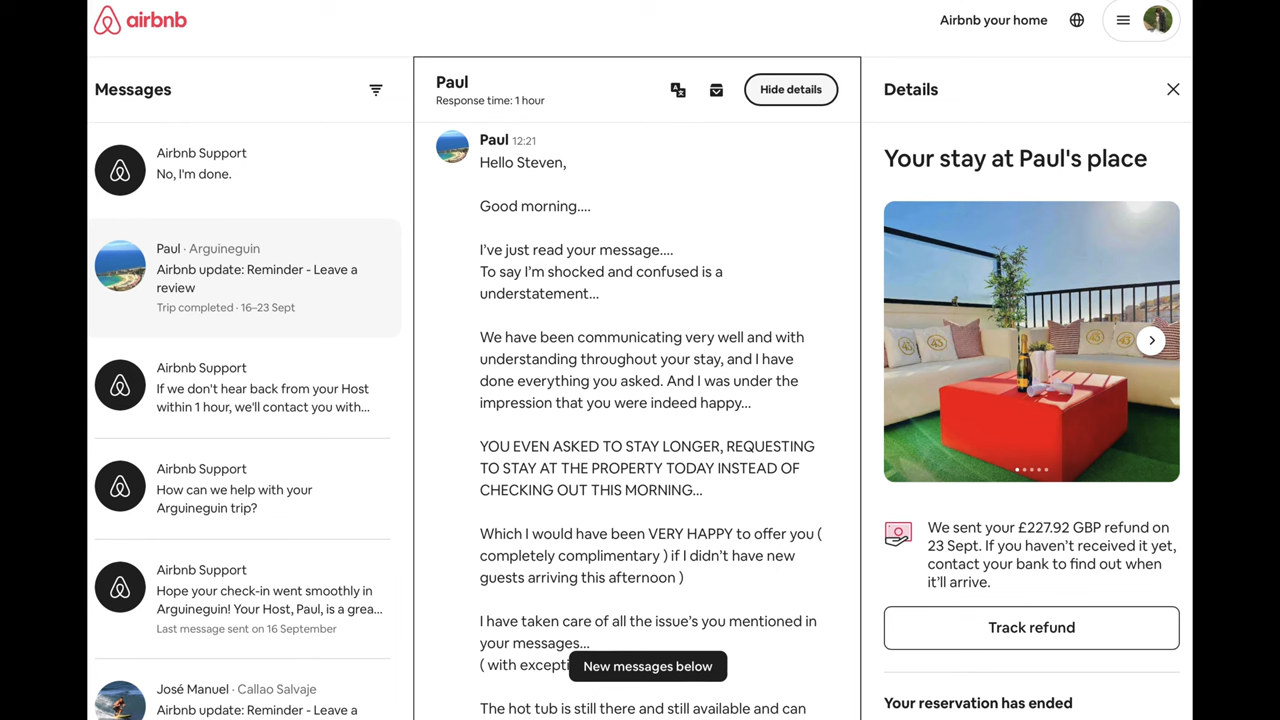 airbnb
Airbnb your home
Messages
Airbnb Support
No, I'm done.
Paul · Arguineguin
Airbnb update: Reminder - Leave a
review
Trip completed · 16–23 Sept
Airbnb Support
If we don't hear back from your Host
within 1 hour, we'll contact you with...
Airbnb Support
How can we help with your
Arguineguin trip?
Airbnb Support
Hope your check-in went smoothly in
Arguineguin! Your Host, Paul, is a grea...
Last message sent on 16 September
José Manuel · Callao Salvaje
Airbnb update: Reminder - Leave a
Paul
Response time: 1 hour
Hide details
Paul 12:21
Hello Steven,
Good morning....
I've just read your message....
To say I'm shocked and confused is a
understatement...
We have been communicating very well and with
understanding throughout your stay, and I have
done everything you asked. And I was under the
impression that you were indeed happy...
YOU EVEN ASKED TO STAY LONGER, REQUESTING
TO STAY AT THE PROPERTY TODAY INSTEAD OF
CHECKING OUT THIS MORNING...
Which I would have been VERY HAPPY to offer you (
completely complimentary ) if I didn't have new
guests arriving this afternoon )
I have taken care of all the issue's you mentioned in
your messages...
( with excepti
New messages below
The hot tub is still there and still available and can
Details
Your stay at Paul's place
43
43
We sent your £227.92 GBP refund on
23 Sept. If you haven't received it yet,
contact your bank to find out when
it'll arrive.
Track refund
Your reservation has ended